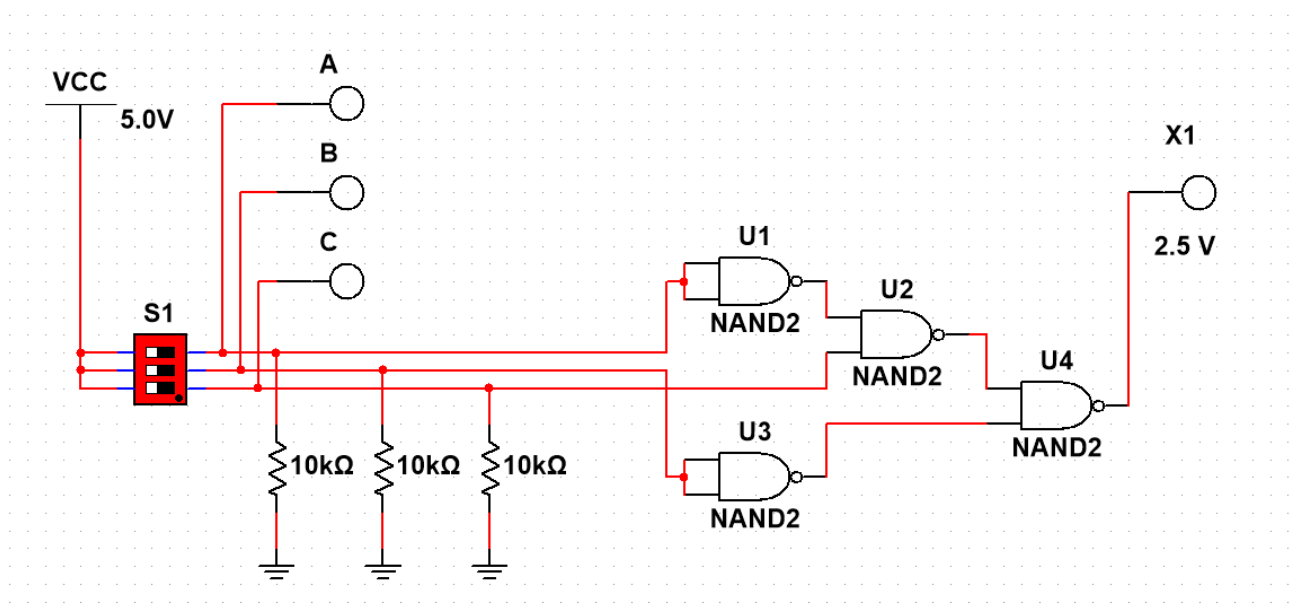 A
VCC
5.0V
B
X1
C
U1
2.5 V
S1
U2
NAND2
U4
NAND2
U3
NAND2
10kΩ
10kΩ
10kΩ
NAND2